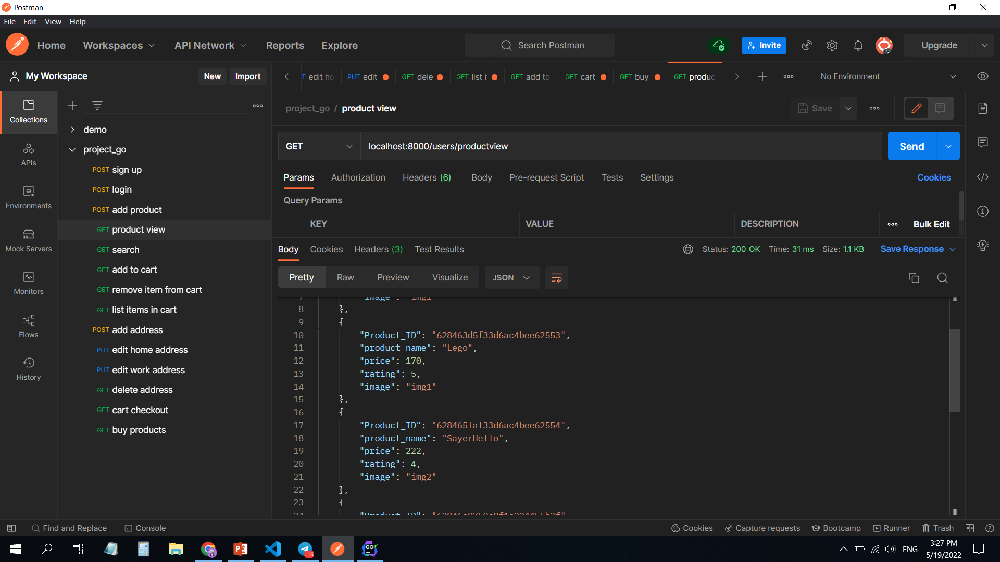 Postman
File Edit View Help
Home Workspaces API Network Reports Explore Search Postman Invite Upgrade
My Workspace New Import
edit ho PUT edit GET dele GET list GET add to GET cart GET buy GET produc No Environment
Collections
APIs
Environments
Mock Servers
Monitors
Flows
History
demo
project_go
POST sign up
POST login
POST add product
GET product view
GET search
GET add to cart
GET remove item from cart
GET list items in cart
POST add address
PUT edit home address
PUT edit work address
GET delete address
GET cart checkout
GET buy products
project_go / product view Save
GET localhost:8000/users/productview Send
Params Authorization Headers (6) Body Pre-request Script Tests Settings Cookies
Query Params
KEY VALUE DESCRIPTION Bulk Edit
Body Cookies Headers (3) Test Results Status: 200 OK Time: 31 ms Size: 1.1 KB Save Response
Pretty Raw Preview Visualize JSON
7 "image": "img1"
8 },
9 {
10 "Product_ID": "628463d5f33d6ac4bee62553",
11 "product_name": "Lego",
12 "price": 170,
13 "rating": 5,
14 "image": "img1"
15 },
16 {
17 "Product_ID": "628465faf33d6ac4bee62554",
18 "product_name": "SayerHello",
19 "price": 222,
20 "rating": 4,
21 "image": "img2"
22 },
23 {
24 "Product_ID":
Find and Replace Console Cookies Capture requests Bootcamp Runner Trash
..16 GO ENG 3:27 PM
5/19/2022